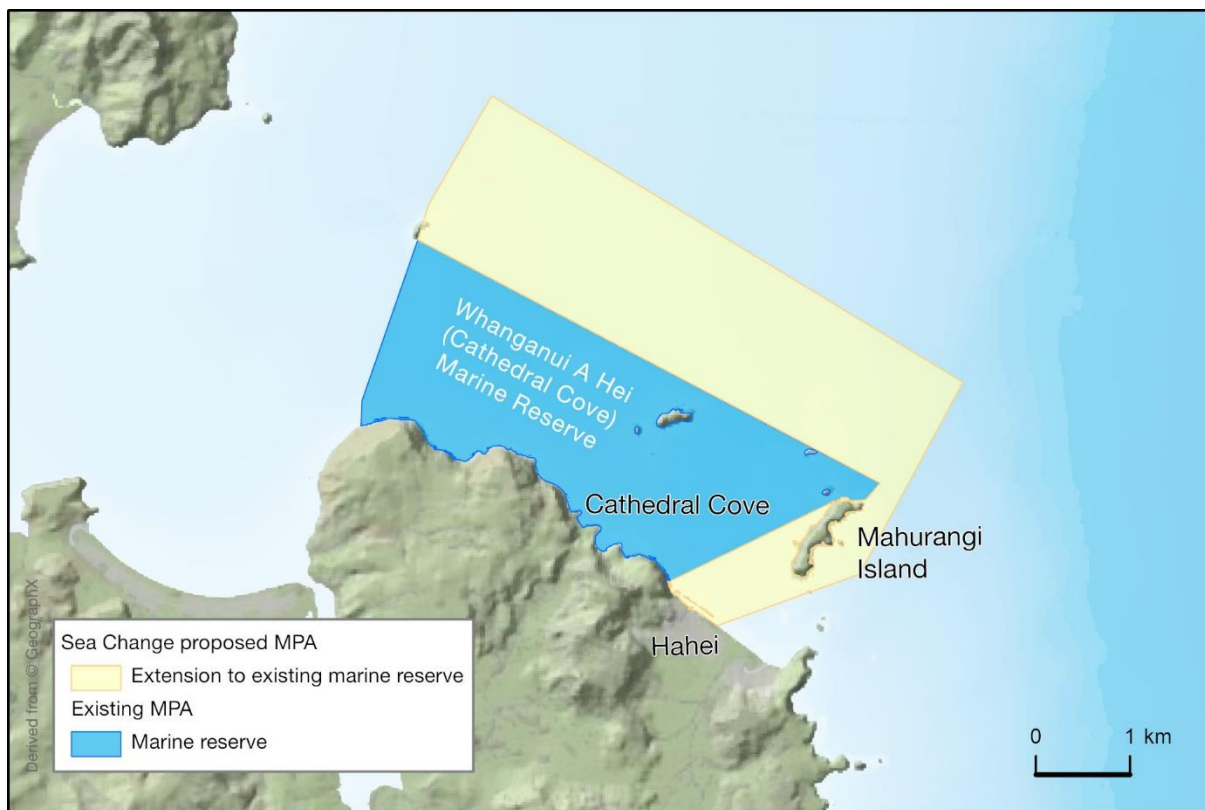 Whanganui A Hei
(Cathedral Cove)
Marine Reserve
Cathedral Cove
Mahurangi
Island
Hahei
Sea Change proposed MPA
Extension to existing marine reserve
Existing MPA
Marine reserve
Derived from © GeographX
0 1 km